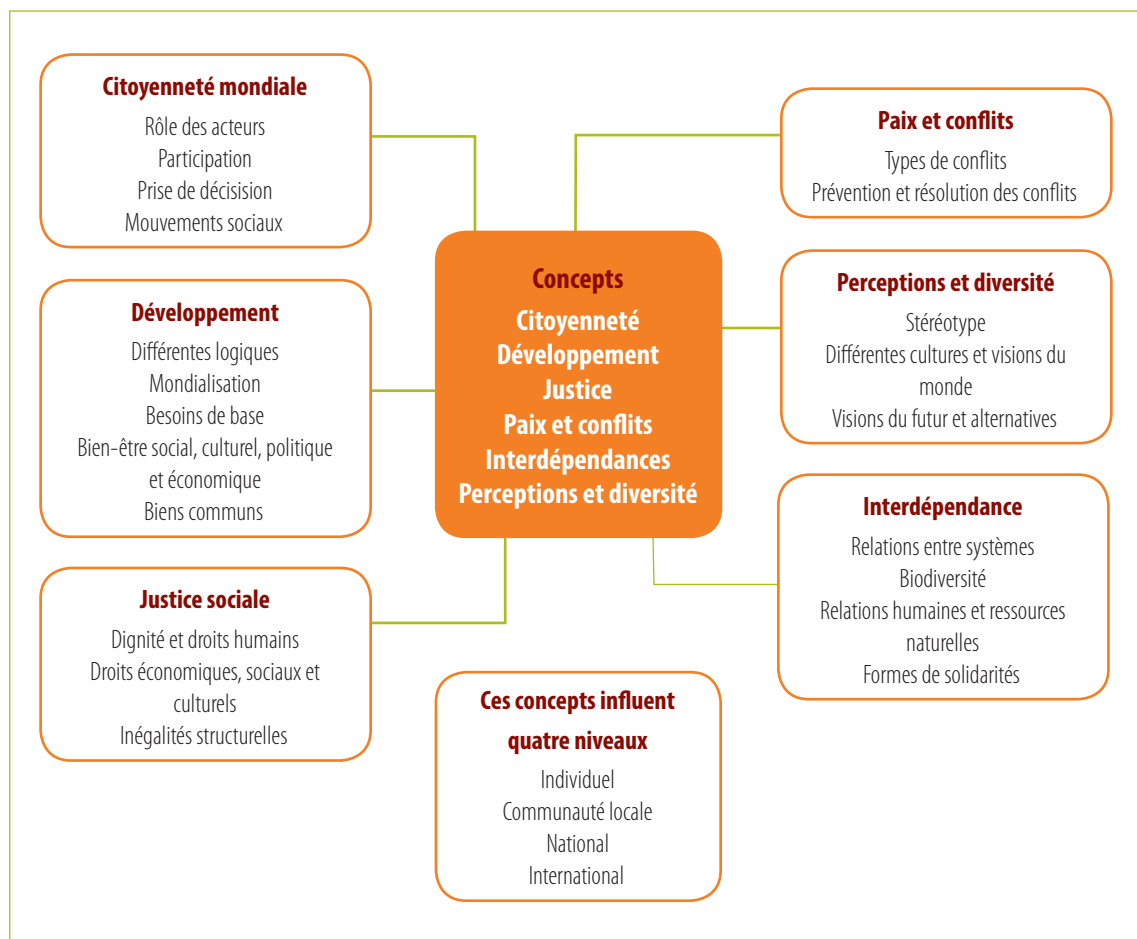 Citoyenneté mondiale
Rôle des acteurs
Participation
Prise de décisision
Mouvements sociaux
Développement
Différentes logiques
Mondialisation
Besoins de base
Bien-être social, culturel, politique
et économique
Biens communs
Justice sociale
Dignité et droits humains
Droits économiques, sociaux et
culturels
Inégalités structurelles
Concepts
Citoyenneté
Développement
Justice
Paix et conflits
Interdépendances
Perceptions et diversité
Ces concepts influent
quatre niveaux
Individuel
Communauté locale
National
International
Paix et conflits
Types de conflits
Prévention et résolution des conflits
Perceptions et diversité
Stéréotype
Différentes cultures et visions du
monde
Visions du futur et alternatives
Interdépendance
Relations entre systèmes
Biodiversité
Relations humaines et ressources
naturelles
Formes de solidarités